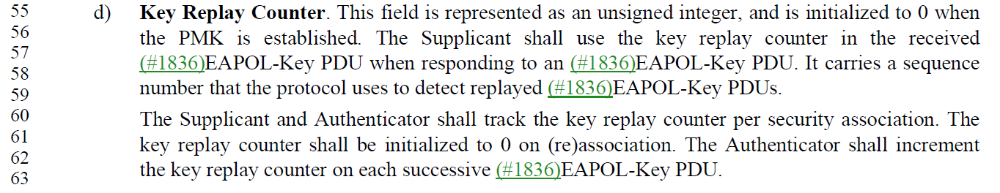 55 d) Key Replay Counter. This field is represented as an unsigned integer, and is initialized to 0 when
56 the PMK is established. The Supplicant shall use the key replay counter in the received
57 (#1836)EAPOL-Key PDU when responding to an (#1836)EAPOL-Key PDU. It carries a sequence
58 number that the protocol uses to detect replayed (#1836)EAPOL-Key PDUs.
59
60 The Supplicant and Authenticator shall track the key replay counter per security association. The
61 key replay counter shall be initialized to 0 on (re)association. The Authenticator shall increment
62 the key replay counter on each successive (#1836)EAPOL-Key PDU.
63